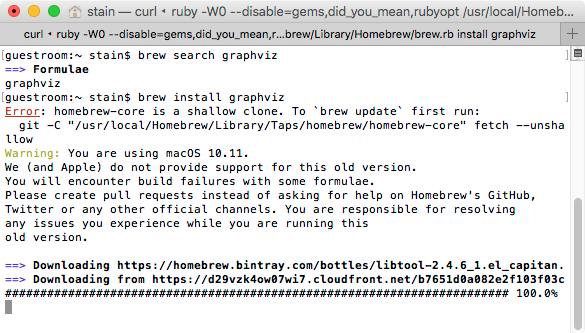 stain — curl ◂ ruby -W0 --disable=gems,did_you_mean,rubyopt /usr/local/Homeb...
curl ◂ ruby -W0 --disable=gems,did_you_mean,r...brew/Library/Homebrew/brew.rb install graphviz +
[guestroom:~ stain$ brew search graphviz ]
==> Formulae
graphviz
[guestroom:~ stain$ brew install graphviz ]
Error: homebrew-core is a shallow clone. To `brew update` first run:
  git -C "/usr/local/Homebrew/Library/Taps/homebrew/homebrew-core" fetch --unsha
llow
Warning: You are using macOS 10.11.
We (and Apple) do not provide support for this old version.
You will encounter build failures with some formulae.
Please create pull requests instead of asking for help on Homebrew's GitHub,
Twitter or any other official channels. You are responsible for resolving
any issues you experience while you are running this
old version.
==> Downloading https://homebrew.bintray.com/bottles/libtool-2.4.6_1.el_capitan.
==> Downloading from https://d29vzk4ow07wi7.cloudfront.net/b7651d0a082e2f103f03c
######################################################################## 100.0%